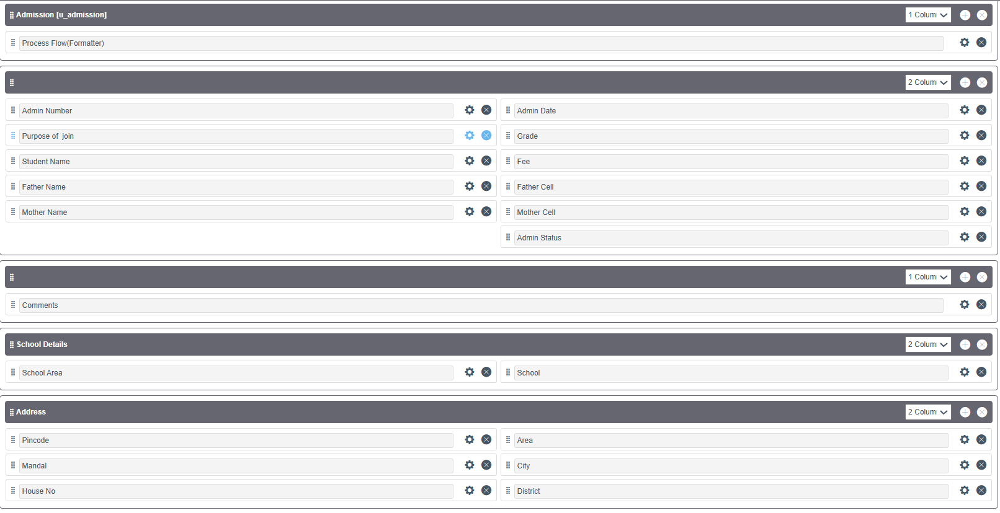 Admission [u_admission] 1 Colum
Process Flow(Formatter)
2 Colum
Admin Number Admin Date
Purpose of  join Grade
Student Name Fee
Father Name Father Cell
Mother Name Mother Cell
Admin Status
1 Colum
Comments
School Details 2 Colum
School Area School
Address 2 Colum
Pincode Area
Mandal City
House No District